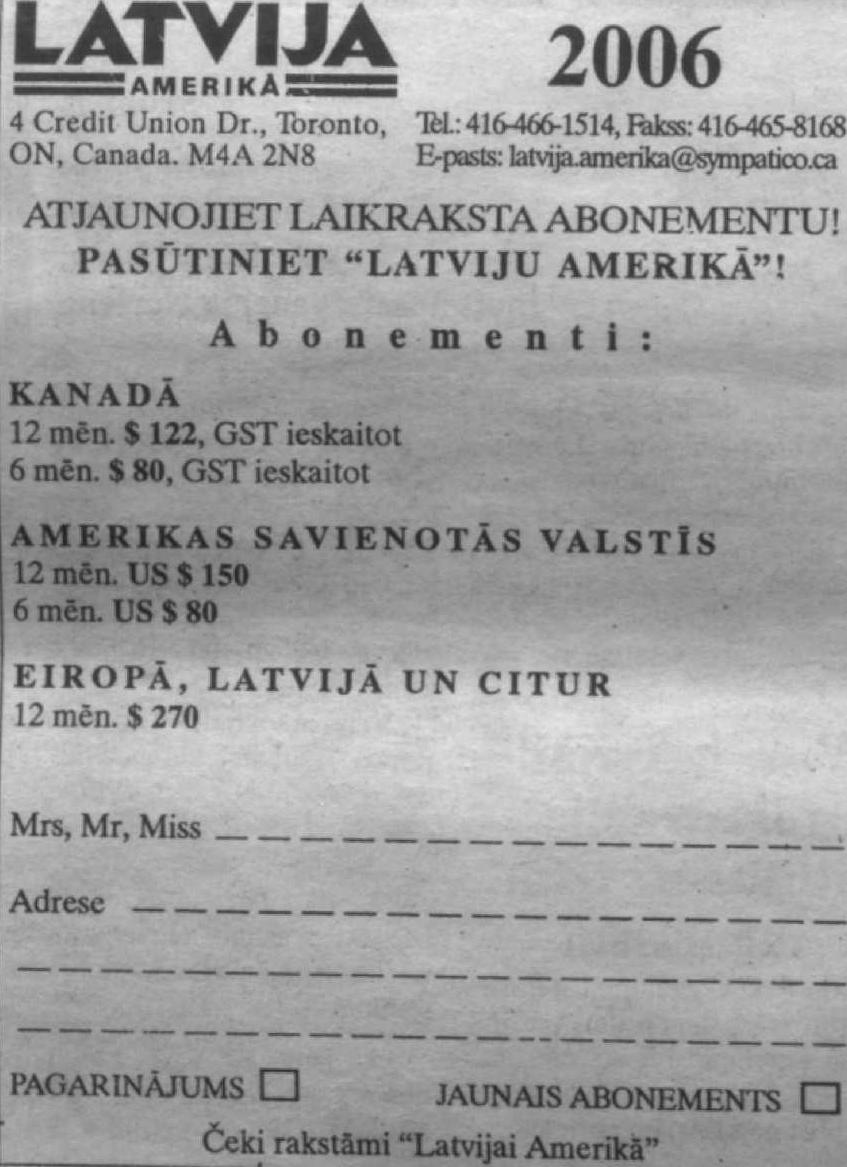 LATVIJA
AMERIKĀ
2006
4 Credit Union Dr., Toronto,
ON, Canada. M4A 2N8
Tel.: 416-466-1514, Fakss: 416-465-8168
E-pasts: latvija.amerika@sympatico.ca
ATJAUNOJIET LAIKRAKSTA ABONEMENTU!
PASŪTINIET “LATVIJU AMERIKĀ”!
Abonementi:
KANADĀ
12 mēn. $ 122, GST ieskaitot
6 mēn. $ 80, GST ieskaitot
AMERIKAS SAVIENOTĀS VALSTĪS
12 mēn. US $ 150
6 mēn. US $ 80
EIROPĀ, LATVIJĀ UN CITUR
12 mēn. $ 270
Mrs, Mr, Miss
Adrese
PAGARINĀJUMS
JAUNAIS ABONEMENTS
Čeki rakstāmi “Latvijai Amerikā”